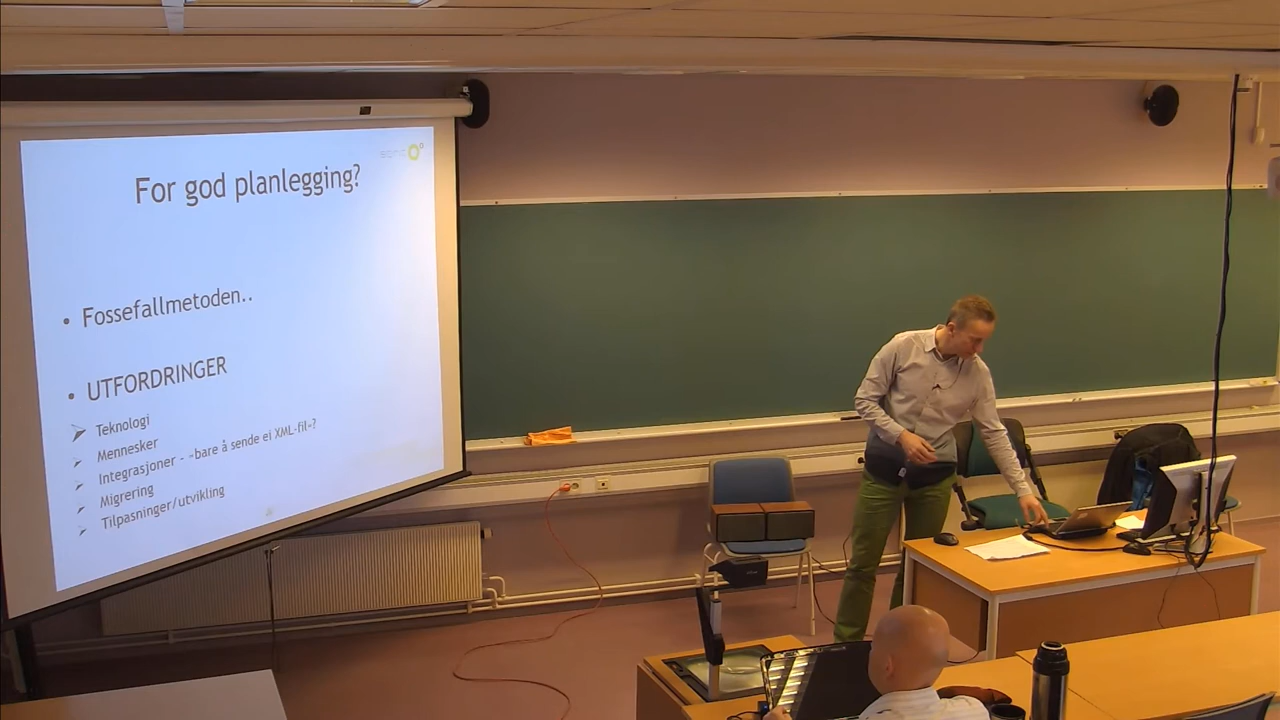 For god planlegging?
• Fossefallmetoden..
• UTFORDRINGER
➢ Teknologi
➢ Mennesker
➢ Integrasjoner - «bare å sende ei XML-fil»?
➢ Migrering
➢ Tilpasninger/utvikling